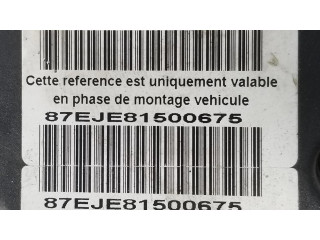 Cette reference est uniquement valable
en phase de montage vehicule
87EJE81500675
87EJE81500675